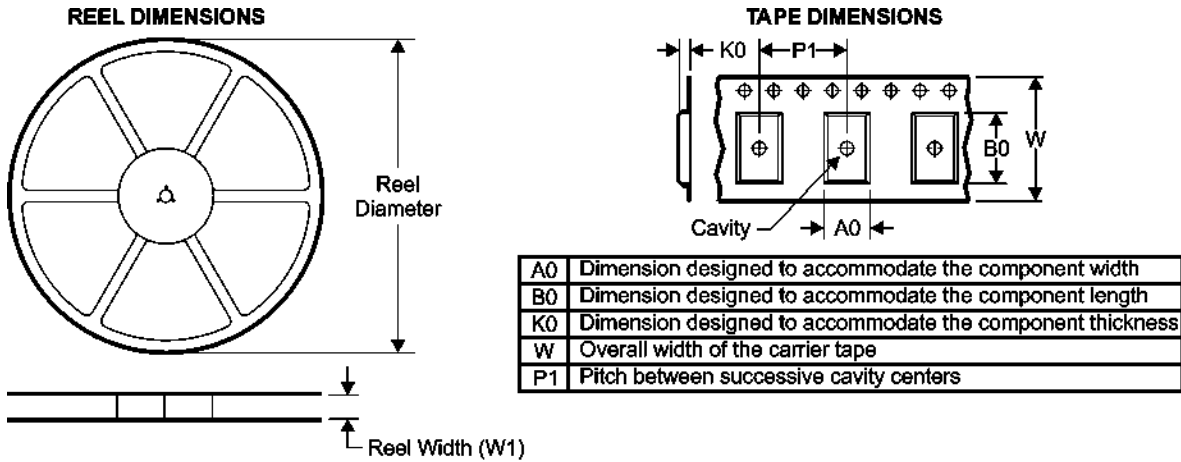 REEL DIMENSIONS
Reel
Diameter
Reel Width (W1)
TAPE DIMENSIONS
K0
P1
B0
W
Cavity
A0
A0 Dimension designed to accommodate the component width
B0 Dimension designed to accommodate the component length
K0 Dimension designed to accommodate the component thickness
W Overall width of the carrier tape
P1 Pitch between successive cavity centers